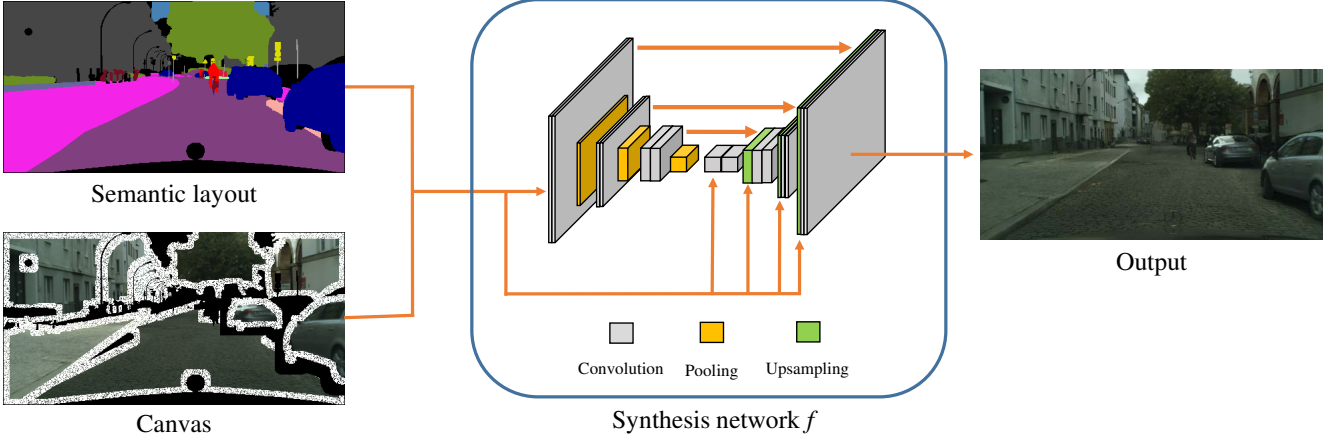 Semantic layout
Canvas
Convolution
Pooling
Upsampling
Synthesis network f
Output